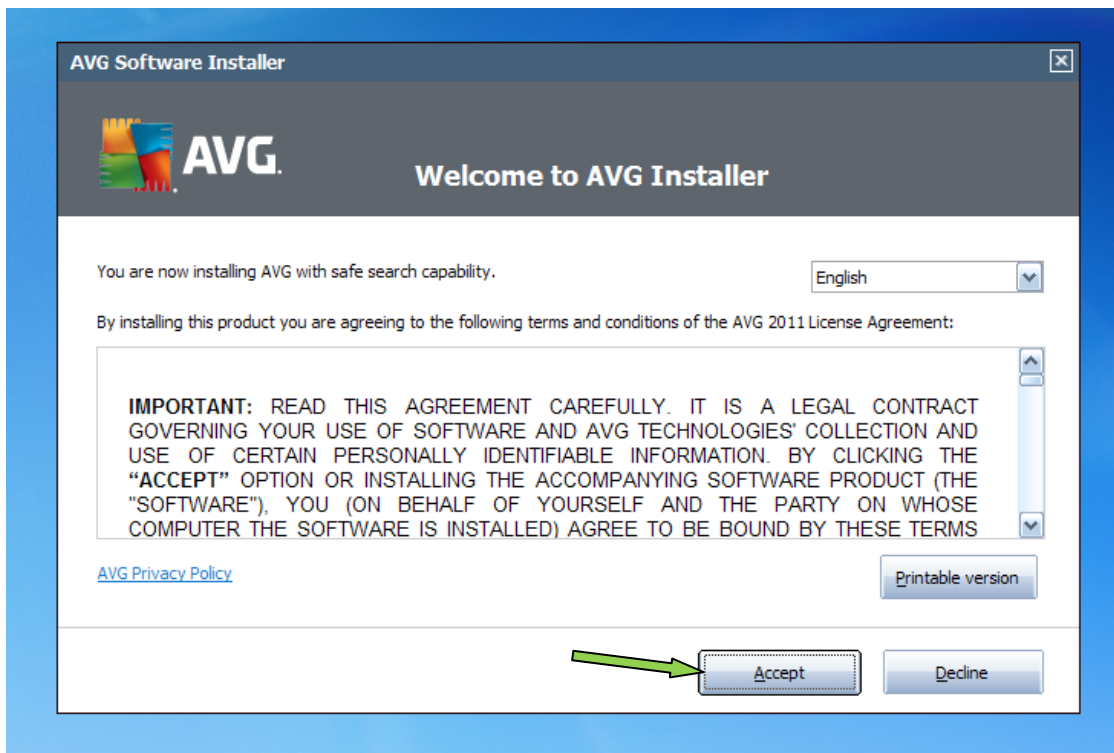 AVG Software Installer
AVG.
Welcome to AVG Installer
You are now installing AVG with safe search capability.
English
By installing this product you are agreeing to the following terms and conditions of the AVG 2011 License Agreement:
IMPORTANT: READ THIS AGREEMENT CAREFULLY. IT IS A LEGAL CONTRACT
GOVERNING YOUR USE OF SOFTWARE AND AVG TECHNOLOGIES' COLLECTION AND
USE OF CERTAIN PERSONALLY IDENTIFIABLE INFORMATION. BY CLICKING THE
“ACCEPT” OPTION OR INSTALLING THE ACCOMPANYING SOFTWARE PRODUCT (THE
"SOFTWARE"), YOU (ON BEHALF OF YOURSELF AND THE PARTY ON WHOSE
COMPUTER THE SOFTWARE IS INSTALLED) AGREE TO BE BOUND BY THESE TERMS
AVG Privacy Policy
Printable version
Accept
Decline